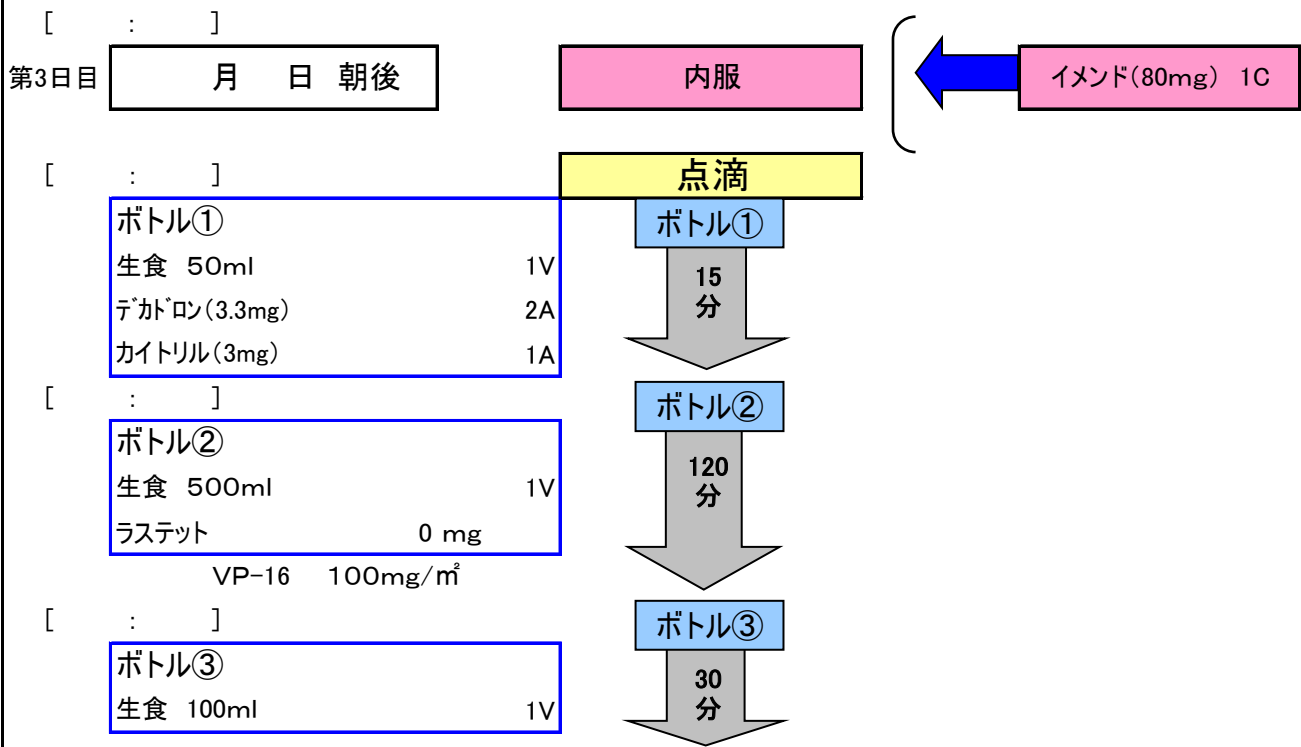 [　　:　　]
第3日目　月　日 朝後　内服　イメンド(80mg)　1C
[　　:　　]　点滴
ボトル①　ボトル①
生食　50ml　1V
ﾃﾞｶﾄﾞﾛﾝ(3.3mg)　2A
カイトリル(3mg)　1A
15
分
[　　:　　]　ボトル②
ボトル②
生食　500ml　1V
ラステット　0 mg
120
分
VP-16　100mg/㎡
[　　:　　]　ボトル③
ボトル③
生食　100ml　1V
30
分